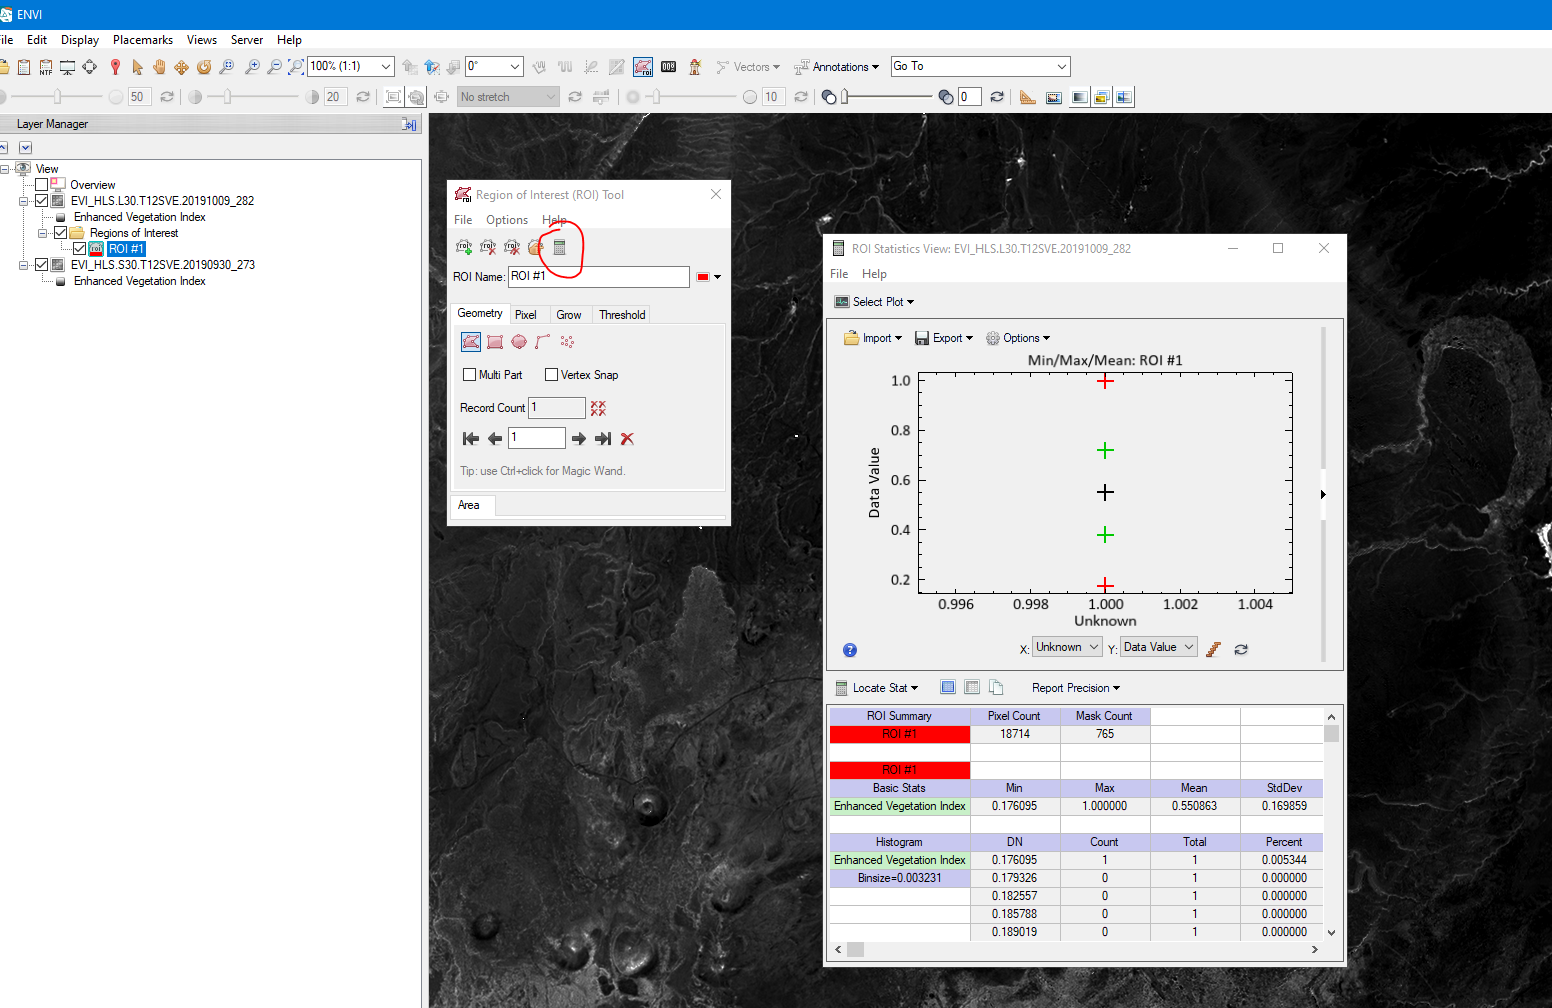 ENVI
File Edit Display Placemarks Views Server Help
NTF 100% (1:1) 0° roi Vectors Annotations Go To
50 20 No stretch 10 0
Layer Manager
View
Overview
EVI_HLS.L30.T12SVE.20191009_282
Enhanced Vegetation Index
Regions of Interest
ROI #1
EVI_HLS.S30.T12SVE.20190930_273
Enhanced Vegetation Index
Region of Interest (ROI) Tool
File Options Help
ROI Name: ROI #1
Geometry Pixel Grow Threshold
Multi Part Vertex Snap
Record Count 1
1
Tip: use Ctrl+click for Magic Wand.
Area
ROI Statistics View: EVI_HLS.L30.T12SVE.20191009_282
File Help
Select Plot
Import Export Options
Min/Max/Mean: ROI #1
1.0
0.8
0.6
0.4
0.2
Data Value
0.996 0.998 1.000 1.002 1.004
Unknown
X: Unknown Y: Data Value
Locate Stat Report Precision
ROI Summary Pixel Count Mask Count
ROI #1 18714 765
ROI #1
Basic Stats Min Max Mean StdDev
Enhanced Vegetation Index 0.176095 1.000000 0.550863 0.169859
Histogram DN Count Total Percent
Enhanced Vegetation Index 0.176095 1 1 0.005344
Binsize=0.003231 0.179326 0 1 0.000000
0.182557 0 1 0.000000
0.185788 0 1 0.000000
0.189019 0 1 0.000000